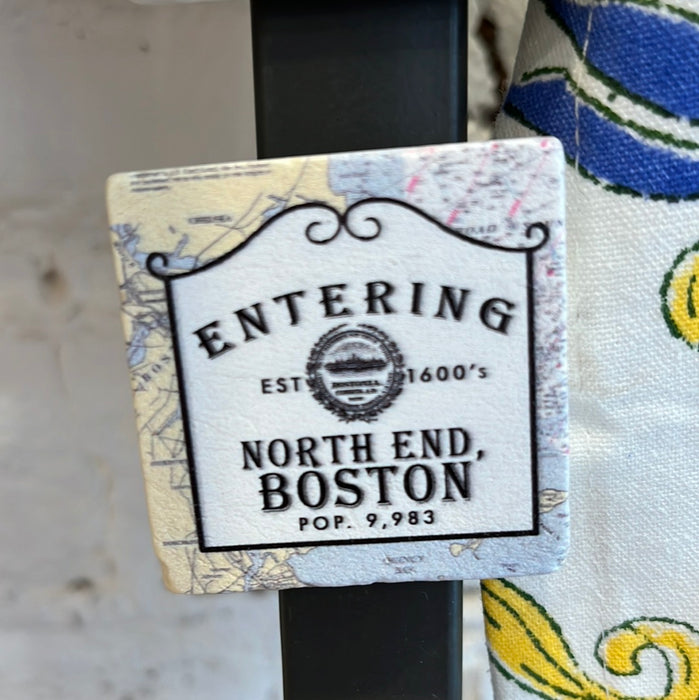 ENTERING
EST 1600's
NORTH END,
BOSTON
POP. 9,983